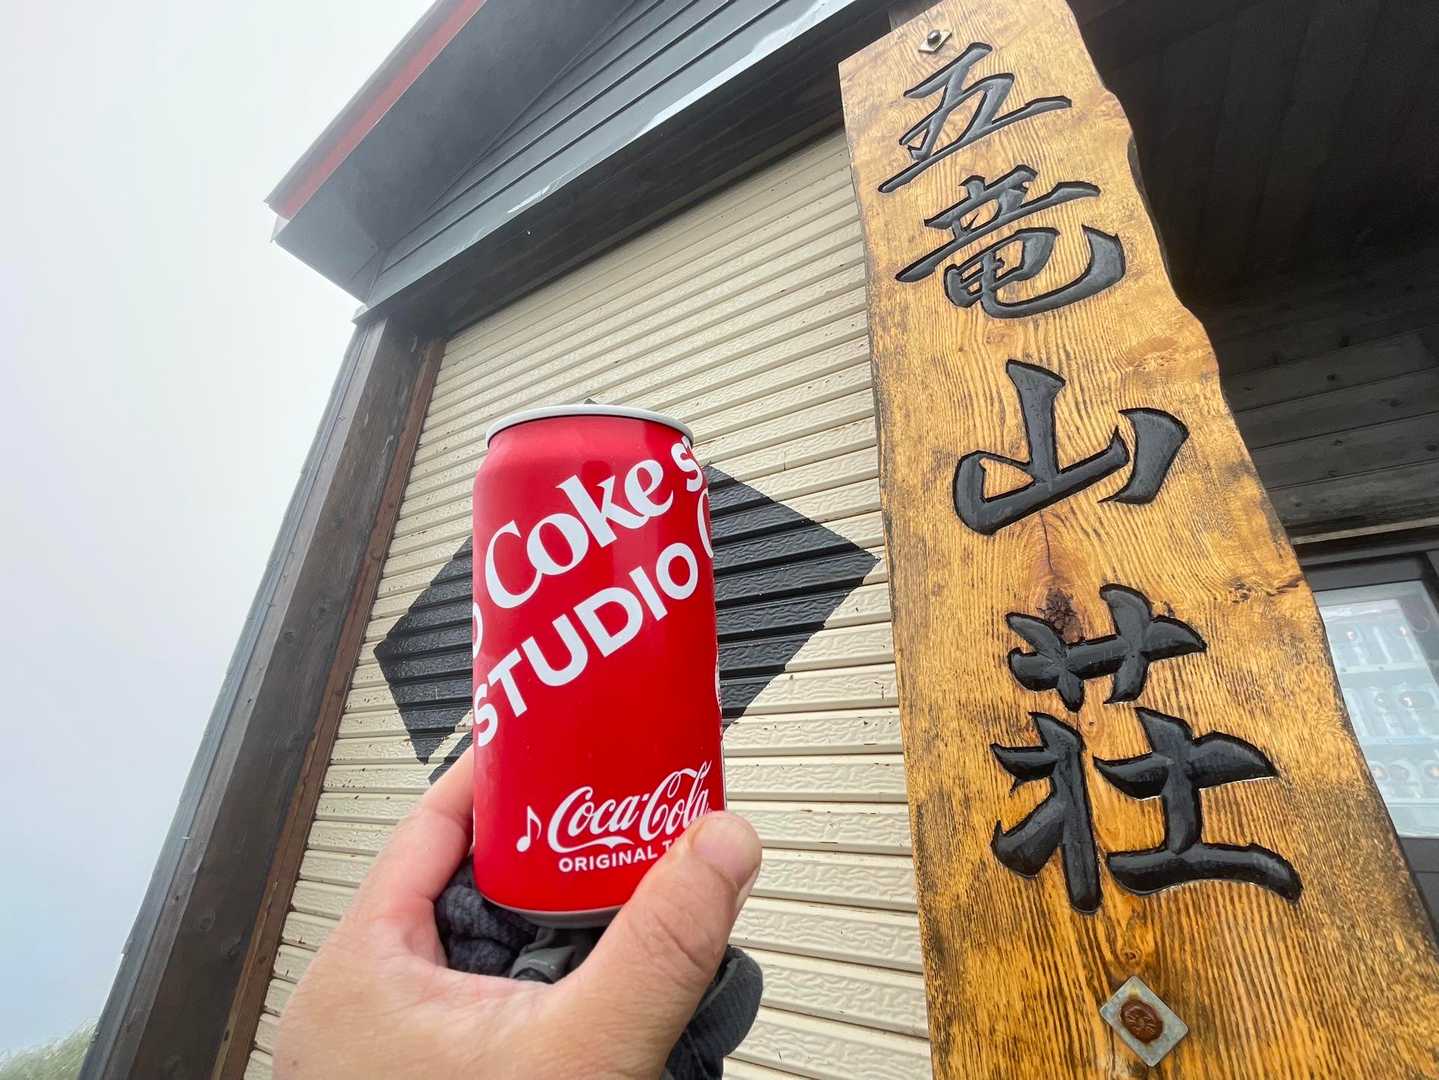 五竜山荘
Coke
STUDIO
♪ Coca-Cola
ORIGINAL